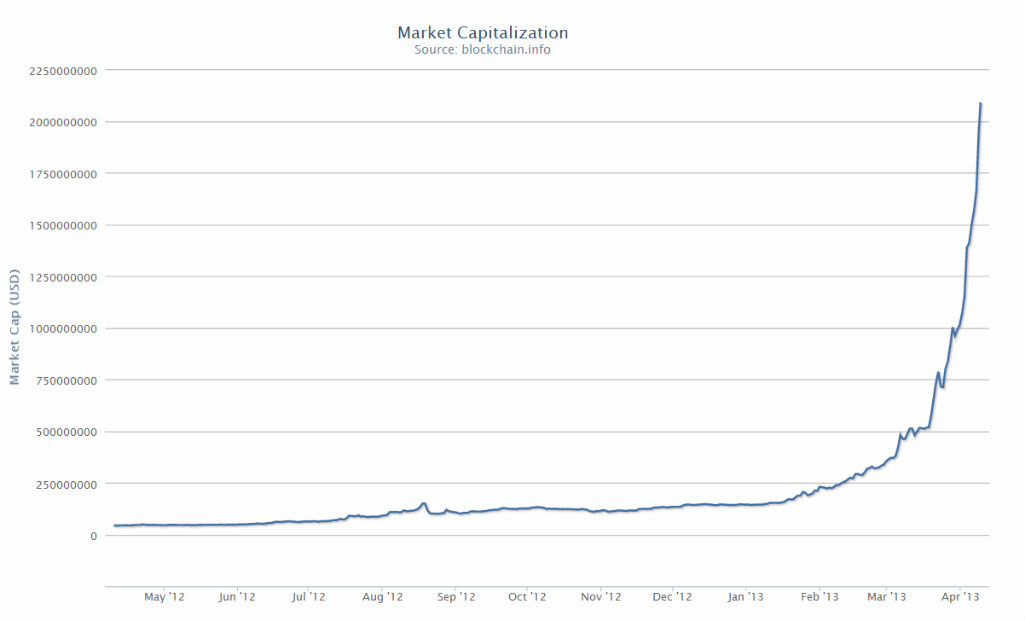 Market Capitalization
Source: blockchain.info
Market Cap (USD)
2250000000
2000000000
1750000000
1500000000
1250000000
1000000000
750000000
500000000
250000000
0
May '12 Jun '12 Jul '12 Aug '12 Sep '12 Oct '12 Nov '12 Dec '12 Jan '13 Feb '13 Mar '13 Apr '13